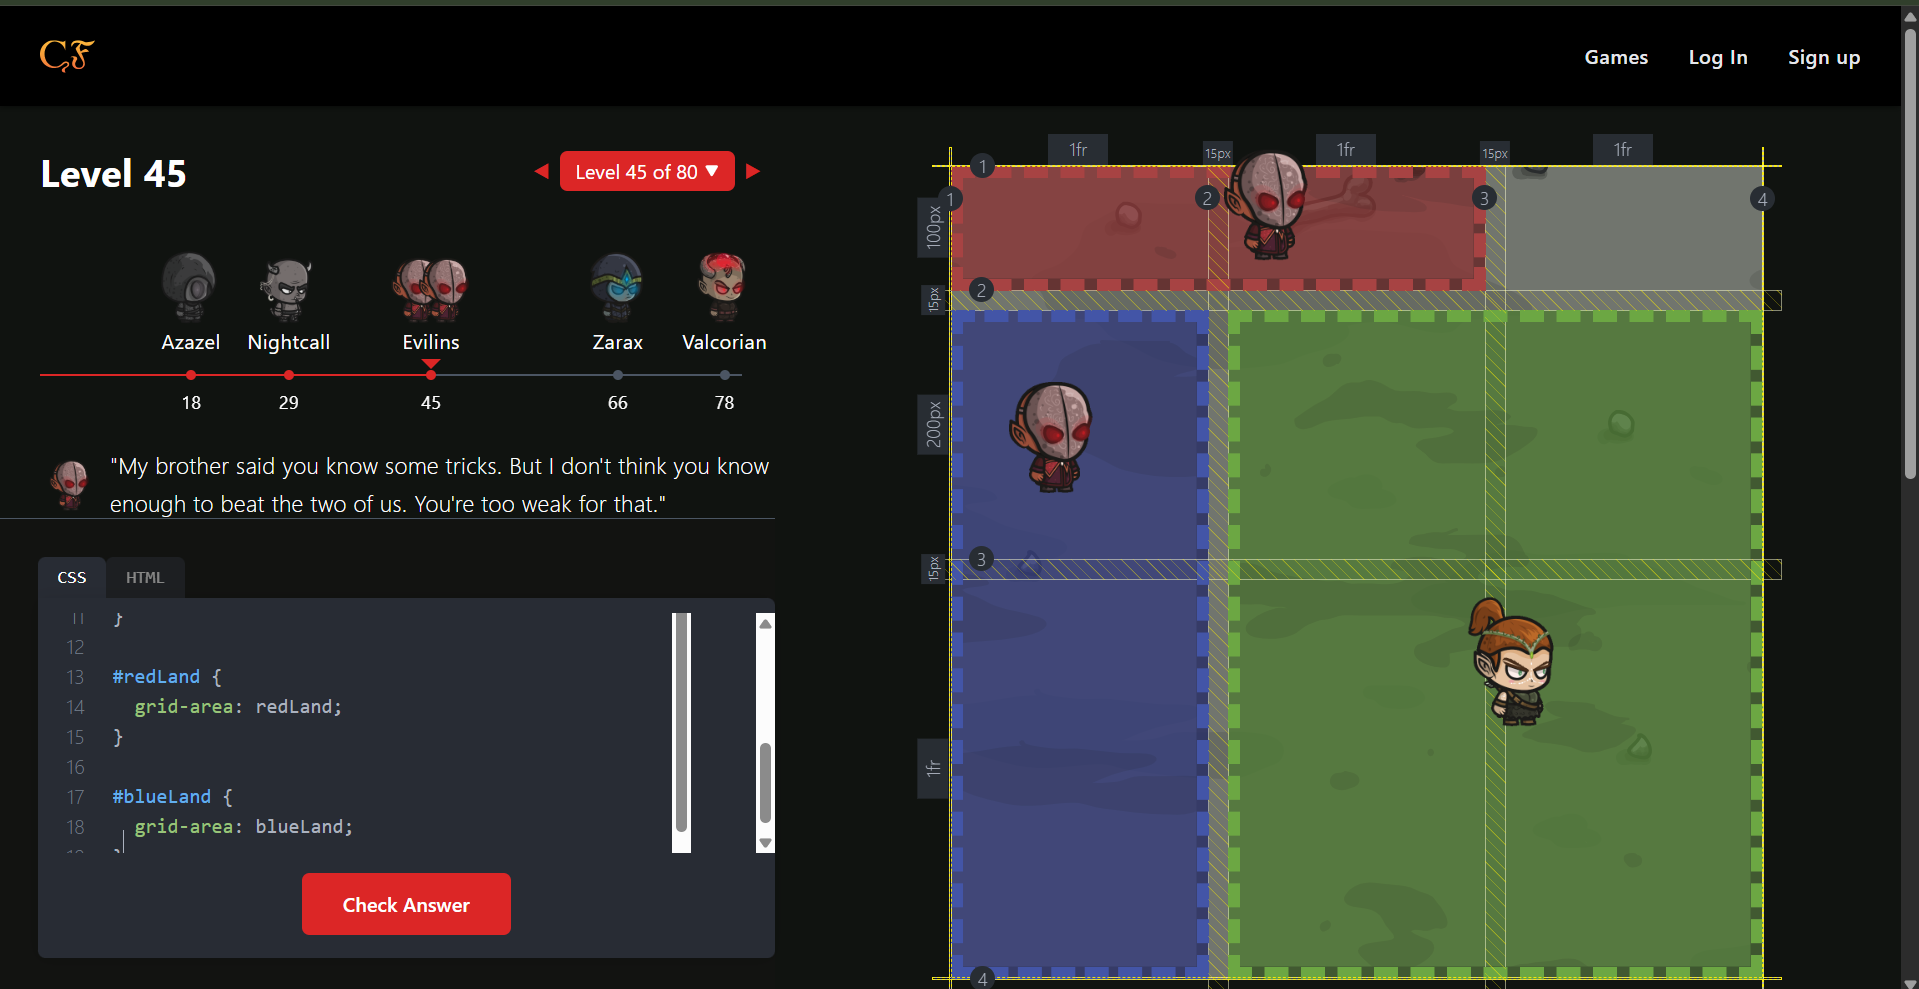 CF
Games
Log In
Sign up
Level 45
Level 45 of 80 ▼
Azazel
Nightcall
Evilins
Zarax
Valcorian
18
29
45
66
78
"My brother said you know some tricks. But I don't think you know
enough to beat the two of us. You're too weak for that."
CSS
HTML
11 }
12
13 #redLand {
14 grid-area: redLand;
15 }
16
17 #blueLand {
18 grid-area: blueLand;
Check Answer
1fr
15px
1fr
15px
1fr
1
1
2
3
4
100px
2
15px
200px
3
15px
1fr
4